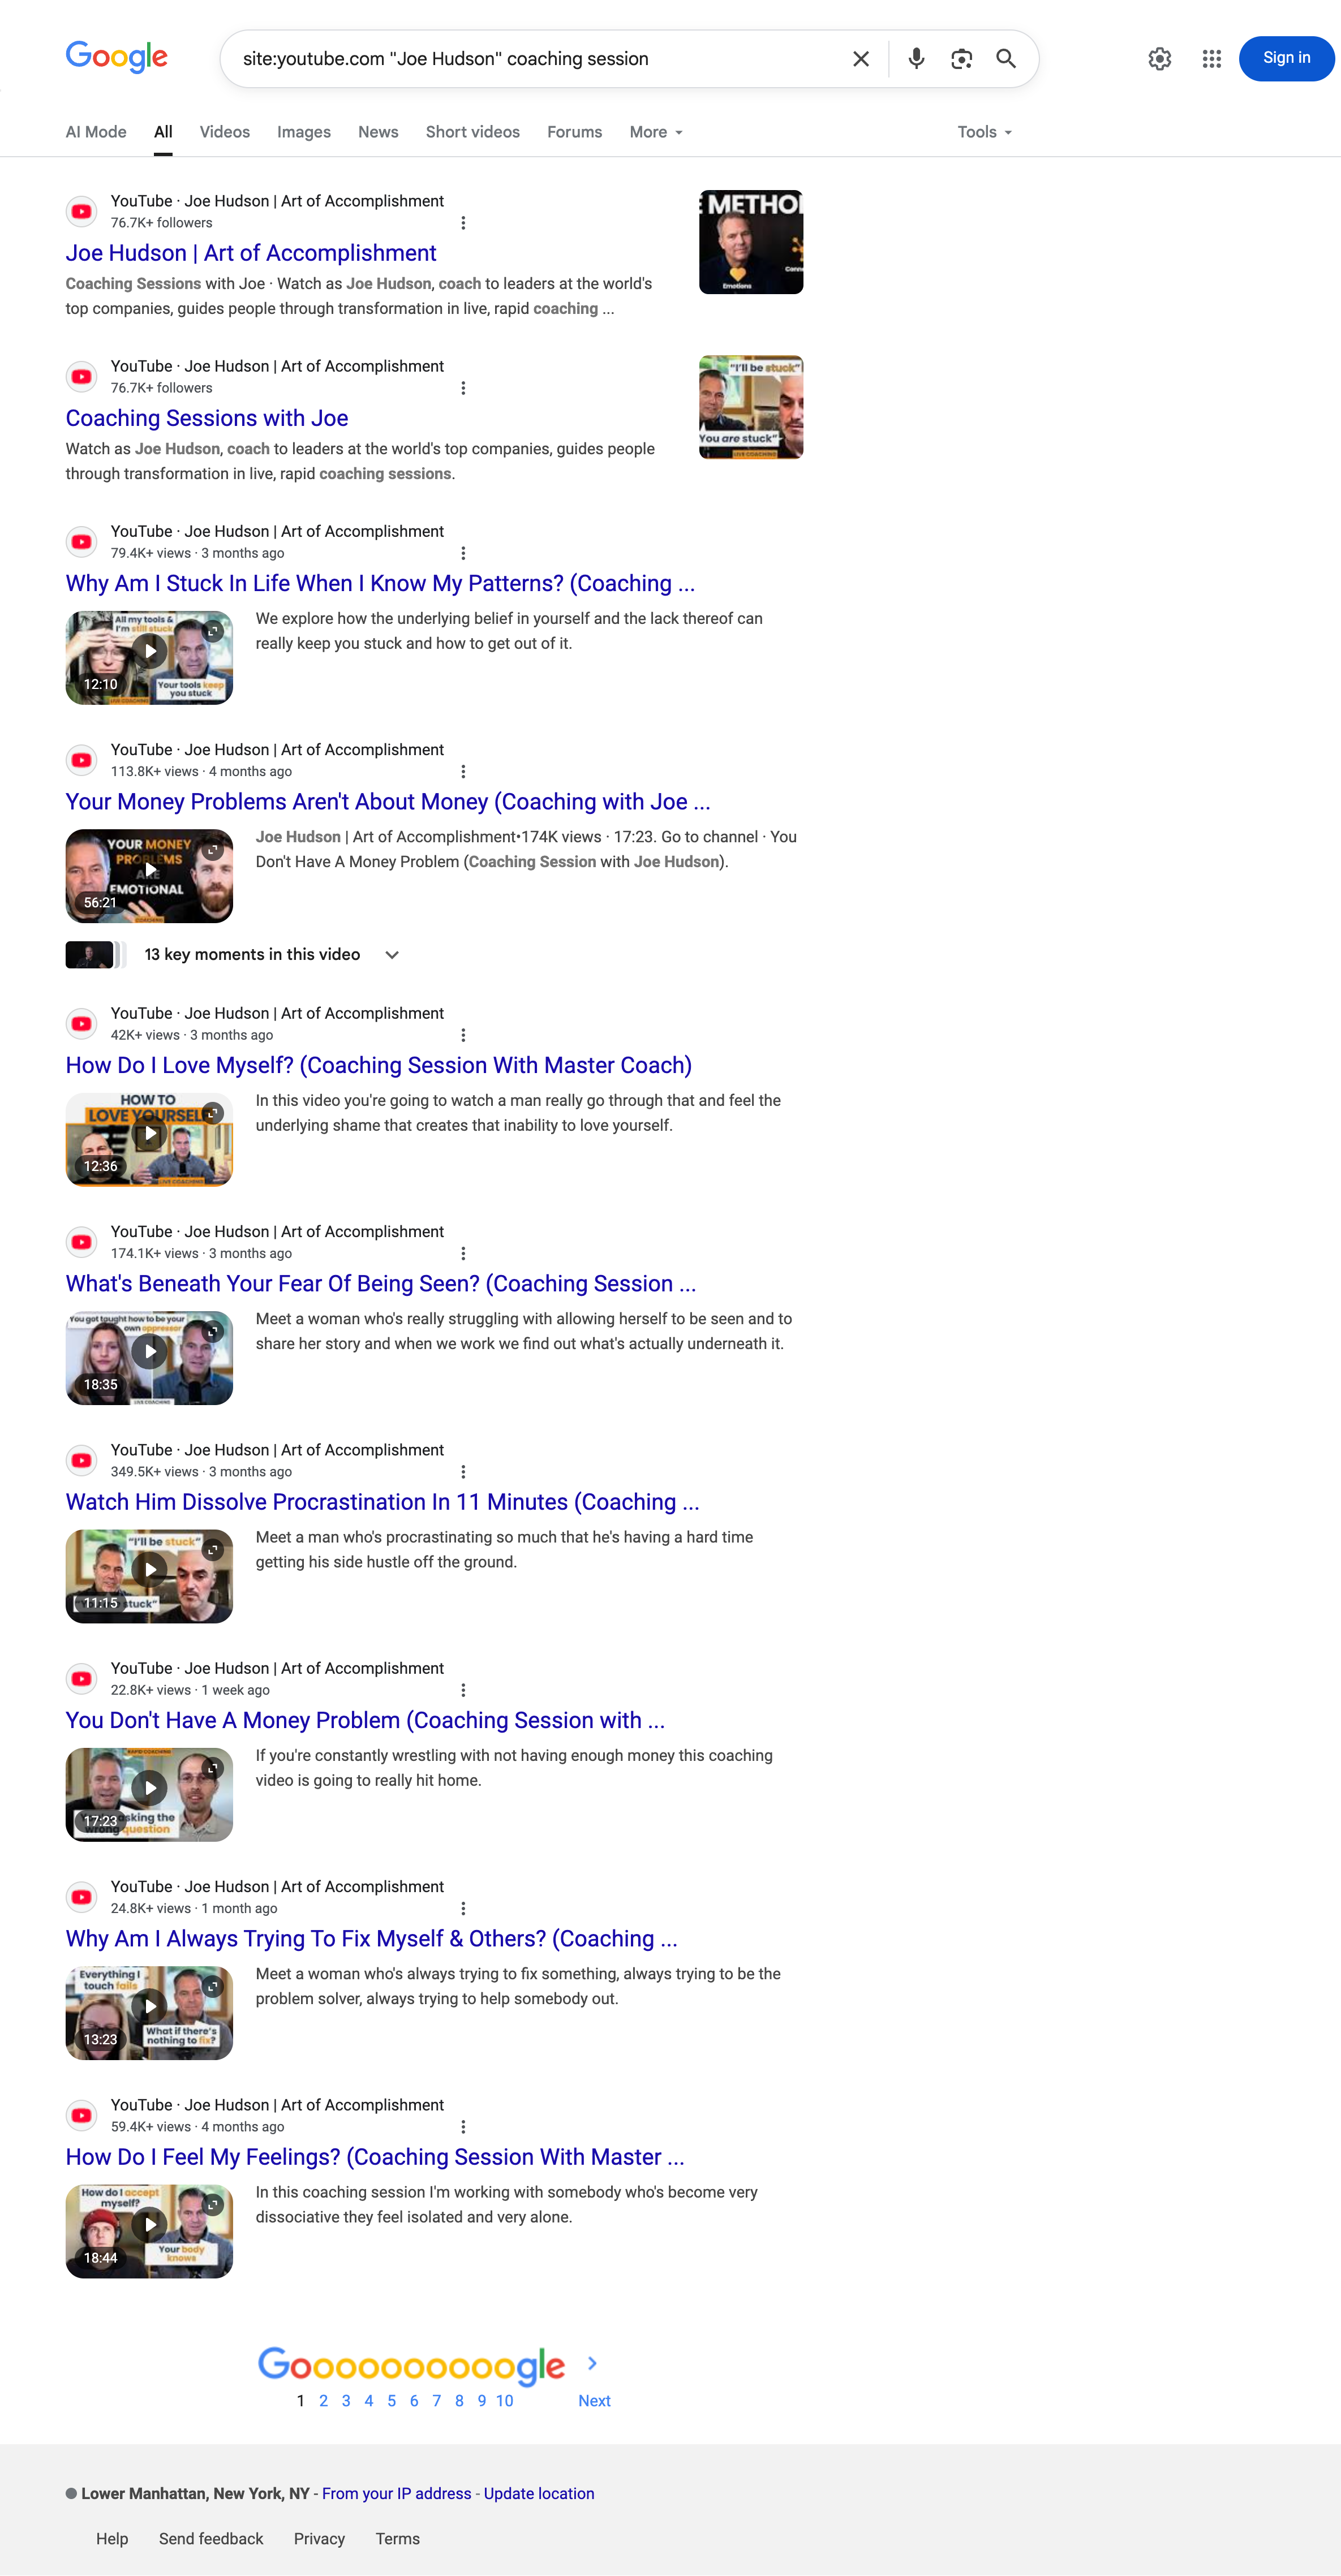 Google
site:youtube.com "Joe Hudson" coaching session
Sign in
AI Mode
All
Videos
Images
News
Short videos
Forums
More
Tools
YouTube · Joe Hudson | Art of Accomplishment
76.7K+ followers
Joe Hudson | Art of Accomplishment
Coaching Sessions with Joe · Watch as Joe Hudson, coach to leaders at the world's
top companies, guides people through transformation in live, rapid coaching ...
E METHO
Emotions
YouTube · Joe Hudson | Art of Accomplishment
76.7K+ followers
Coaching Sessions with Joe
Watch as Joe Hudson, coach to leaders at the world's top companies, guides people
through transformation in live, rapid coaching sessions.
"I'll be stuck"
You are stuck"
LIVE COACHING
YouTube · Joe Hudson | Art of Accomplishment
79.4K+ views · 3 months ago
Why Am I Stuck In Life When I Know My Patterns? (Coaching ...
All my tools &
I'm still stuck
Your tools keep
you stuck
LIVE COACHING
12:10
We explore how the underlying belief in yourself and the lack thereof can
really keep you stuck and how to get out of it.
YouTube · Joe Hudson | Art of Accomplishment
113.8K+ views · 4 months ago
Your Money Problems Aren't About Money (Coaching with Joe ...
YOUR MONEY
PROBLEMS
ARE
EMOTIONAL
COACHING
56:21
Joe Hudson | Art of Accomplishment•174K views · 17:23. Go to channel · You
Don't Have A Money Problem (Coaching Session with Joe Hudson).
13 key moments in this video
YouTube · Joe Hudson | Art of Accomplishment
42K+ views · 3 months ago
How Do I Love Myself? (Coaching Session With Master Coach)
HOW TO
LOVE YOURSELF
LIVE COACHING
12:36
In this video you're going to watch a man really go through that and feel the
underlying shame that creates that inability to love yourself.
YouTube · Joe Hudson | Art of Accomplishment
174.1K+ views · 3 months ago
What's Beneath Your Fear Of Being Seen? (Coaching Session ...
You got taught how to be your
own oppressor
LIVE COACHING
18:35
Meet a woman who's really struggling with allowing herself to be seen and to
share her story and when we work we find out what's actually underneath it.
YouTube · Joe Hudson | Art of Accomplishment
349.5K+ views · 3 months ago
Watch Him Dissolve Procrastination In 11 Minutes (Coaching ...
"I'll be stuck"
stuck"
11:15
Meet a man who's procrastinating so much that he's having a hard time
getting his side hustle off the ground.
YouTube · Joe Hudson | Art of Accomplishment
22.8K+ views · 1 week ago
You Don't Have A Money Problem (Coaching Session with ...
RAPID COACHING
asking the
wrong question
17:23
If you're constantly wrestling with not having enough money this coaching
video is going to really hit home.
YouTube · Joe Hudson | Art of Accomplishment
24.8K+ views · 1 month ago
Why Am I Always Trying To Fix Myself & Others? (Coaching ...
Everything I
touch fails
What if there's
nothing to fix?
13:23
Meet a woman who's always trying to fix something, always trying to be the
problem solver, always trying to help somebody out.
YouTube · Joe Hudson | Art of Accomplishment
59.4K+ views · 4 months ago
How Do I Feel My Feelings? (Coaching Session With Master ...
How do I accept
myself?
Your body
knows
18:44
In this coaching session I'm working with somebody who's become very
dissociative they feel isolated and very alone.
Goooooooooogle
1 2 3 4 5 6 7 8 9 10 Next
Lower Manhattan, New York, NY - From your IP address - Update location
Help Send feedback Privacy Terms